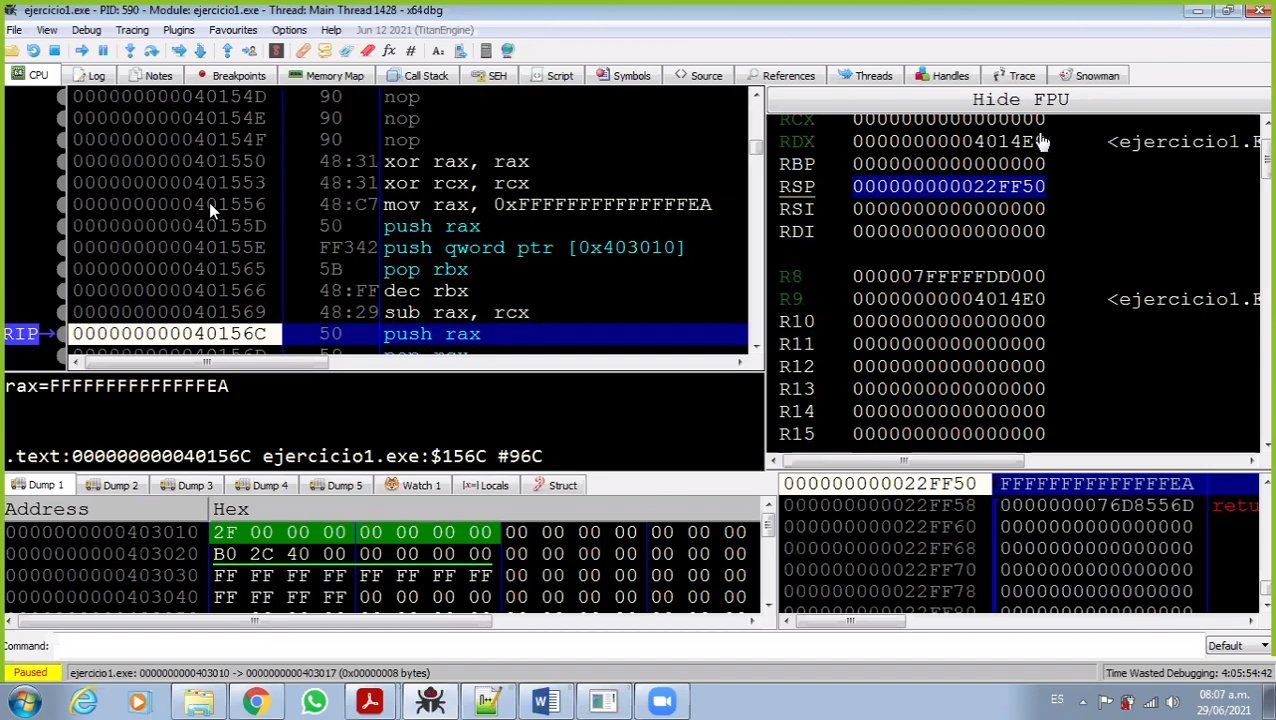 ejercicio1.exe - PID: 590 - Module: ejercicio1.exe - Thread: Main Thread 1428 - x64dbg
File View Debug Tracing Plugins Favourites Options Help Jun 12 2021 (TitanEngine)
CPU Log Notes Breakpoints Memory Map Call Stack SEH Script Symbols Source References Threads Handles Trace Snowman
000000000040154D 90 nop
000000000040154E 90 nop
000000000040154F 90 nop
0000000000401550 48:31 xor rax, rax
0000000000401553 48:31 xor rcx, rcx
0000000000401556 48:C7 mov rax, 0xFFFFFFFFFFFFFFEA
000000000040155D 50 push rax
000000000040155E FF342 push qword ptr [0x403010]
0000000000401565 5B pop rbx
0000000000401566 48:FF dec rbx
0000000000401569 48:29 sub rax, rcx
RIP 000000000040156C 50 push rax
Hide FPU
RCX 0000000000000000
RDX 00000000004014E0 <ejercicio1.E
RBP 0000000000000000
RSP 000000000022FF50
RSI 0000000000000000
RDI 0000000000000000
R8 000007FFFFFDD000
R9 00000000004014E0 <ejercicio1.E
R10 0000000000000000
R11 0000000000000000
R12 0000000000000000
R13 0000000000000000
R14 0000000000000000
R15 0000000000000000
rax=FFFFFFFFFFFFFFEA
.text:000000000040156C ejercicio1.exe:$156C #96C
Dump 1 Dump 2 Dump 3 Dump 4 Dump 5 Watch 1 [x=] Locals Struct
Address Hex
0000000000403010 2F 00 00 00 00 00 00 00 00 00 00 00 00 00 00
0000000000403020 B0 2C 40 00 00 00 00 00 00 00 00 00 00 00 00
0000000000403030 FF FF FF FF FF FF FF FF 00 00 00 00 00 00 00
0000000000403040 FF FF FF FF 00 00 00 00 00 00 00 00 00 00 00
000000000022FF50 FFFFFFFFFFFFFFEA
000000000022FF58 0000000076D8556D retu
000000000022FF60 0000000000000000
000000000022FF68 0000000000000000
000000000022FF70 0000000000000000
000000000022FF78 0000000000000000
Command: Default
Paused ejercicio1.exe: 0000000000403010 -> 0000000000403017 (0x00000008 bytes) Time Wasted Debugging: 4:05:54:42
ES 08:07 a.m.
29/06/2021